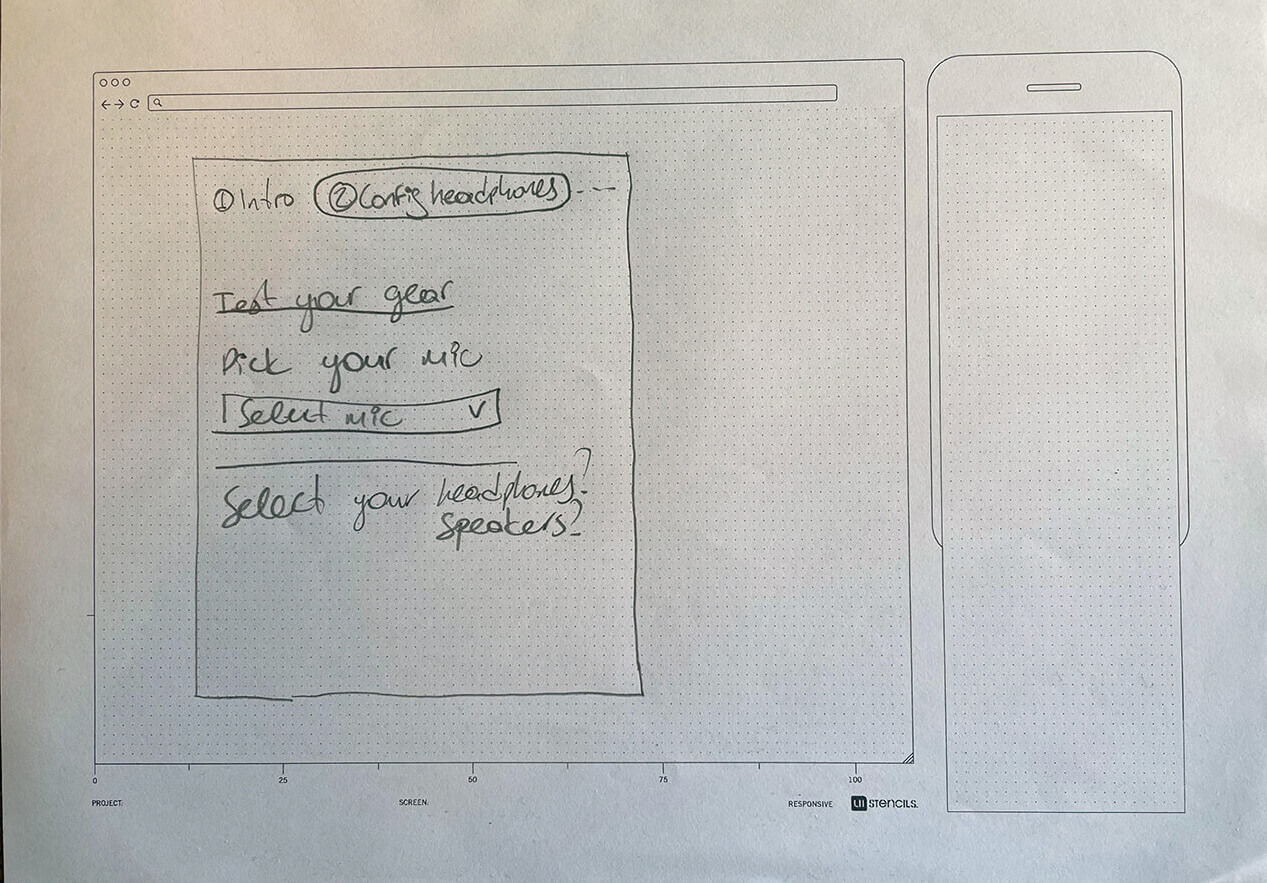 ① Intro ② Config headphones ---
Test your gear
Pick your mic
Select mic
Select your headphones?
Speakers?
0 25 50 75 100
PROJECT: SCREEN: RESPONSIVE UI STENCILS.